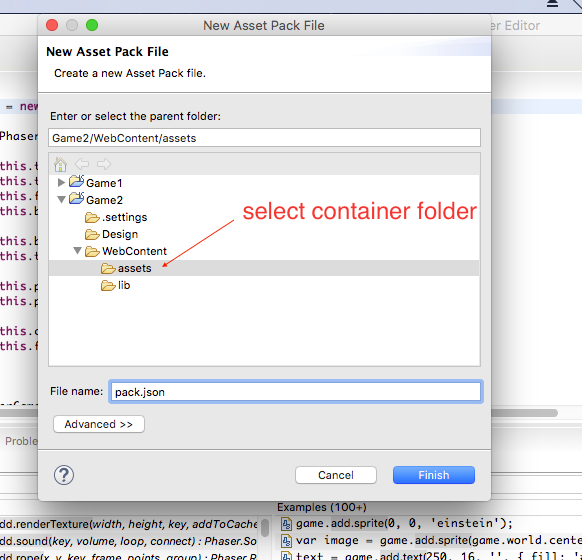 New Asset Pack File
er Editor
New Asset Pack File
Create a new Asset Pack file.
= new
Enter or select the parent folder:
Phaser
Game2/WebContent/assets
this.t
this.t
this.f
this.b
this.b
this.t
this.p
this.p
this.c
this.f
Game1
Game2
.settings
select container folder
Design
WebContent
assets
lib
File name: pack.json
Advanced >>
Proble
? Cancel Finish
Examples (100+)
add.renderTexture(width, height, key, addToCache
game.add.sprite(0, 0, 'einstein');
add.sound(key, volume, loop, connect) : Phaser.So
var image = game.add.sprite(game.world.cente
add.rope(x, y, key, frame, points, group) : Phaser.R
text = game.add.text(250, 16, '', { fill: '